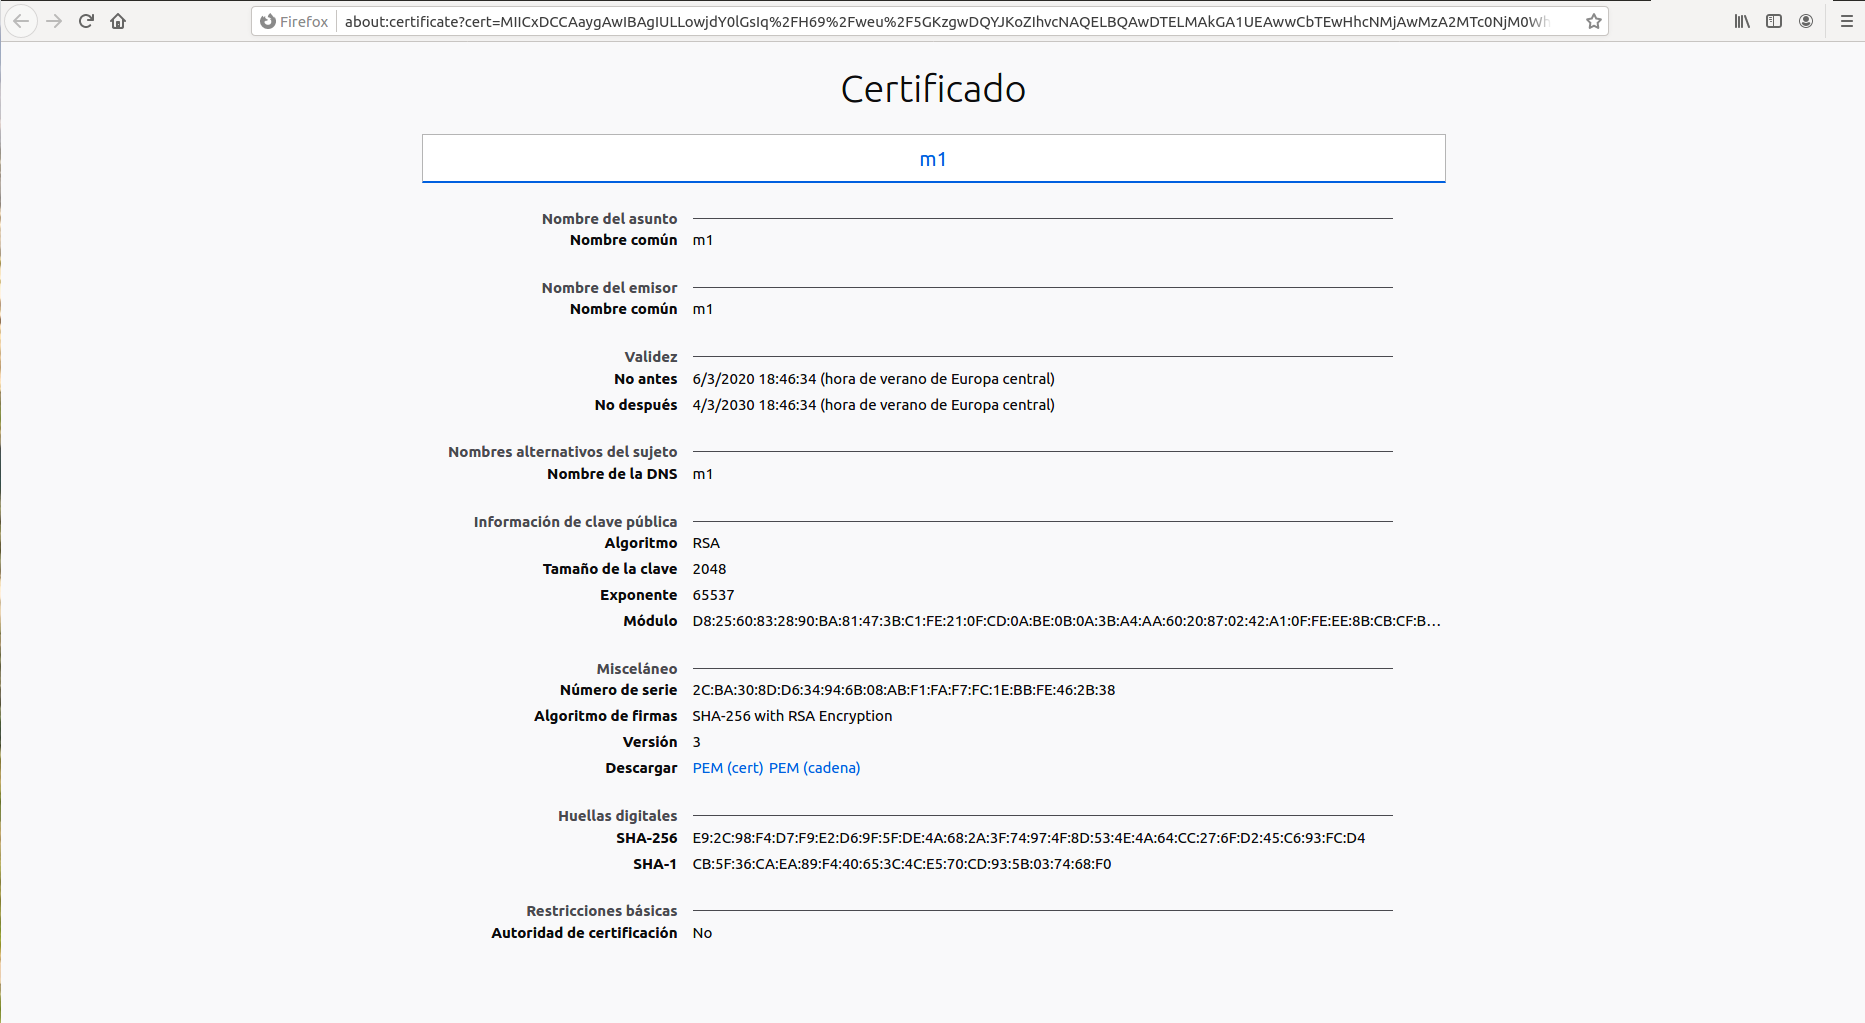 Firefox about:certificate?cert=MIICxDCCAaygAwIBAgIULLowjdY0lGsIq%2FH69%2Fweu%2F5GKzgwDQYJKoZIhvcNAQELBQAwDTELMAkGA1UEAwwCbTEwHhcNMjAwMzA2MTc0NjM0Wh
Certificado
m1
Nombre del asunto
Nombre común m1
Nombre del emisor
Nombre común m1
Validez
No antes 6/3/2020 18:46:34 (hora de verano de Europa central)
No después 4/3/2030 18:46:34 (hora de verano de Europa central)
Nombres alternativos del sujeto
Nombre de la DNS m1
Información de clave pública
Algoritmo RSA
Tamaño de la clave 2048
Exponente 65537
Módulo D8:25:60:83:28:90:BA:81:47:3B:C1:FE:21:0F:CD:0A:BE:0B:0A:3B:A4:AA:60:20:87:02:42:A1:0F:FE:EE:8B:CB:CF:B…
Misceláneo
Número de serie 2C:BA:30:8D:D6:34:94:6B:08:AB:F1:FA:F7:FC:1E:BB:FE:46:2B:38
Algoritmo de firmas SHA-256 with RSA Encryption
Versión 3
Descargar PEM (cert) PEM (cadena)
Huellas digitales
SHA-256 E9:2C:98:F4:D7:F9:E2:D6:9F:5F:DE:4A:68:2A:3F:74:97:4F:8D:53:4E:4A:64:CC:27:6F:D2:45:C6:93:FC:D4
SHA-1 CB:5F:36:CA:EA:89:F4:40:65:3C:4C:E5:70:CD:93:5B:03:74:68:F0
Restricciones básicas
Autoridad de certificación No